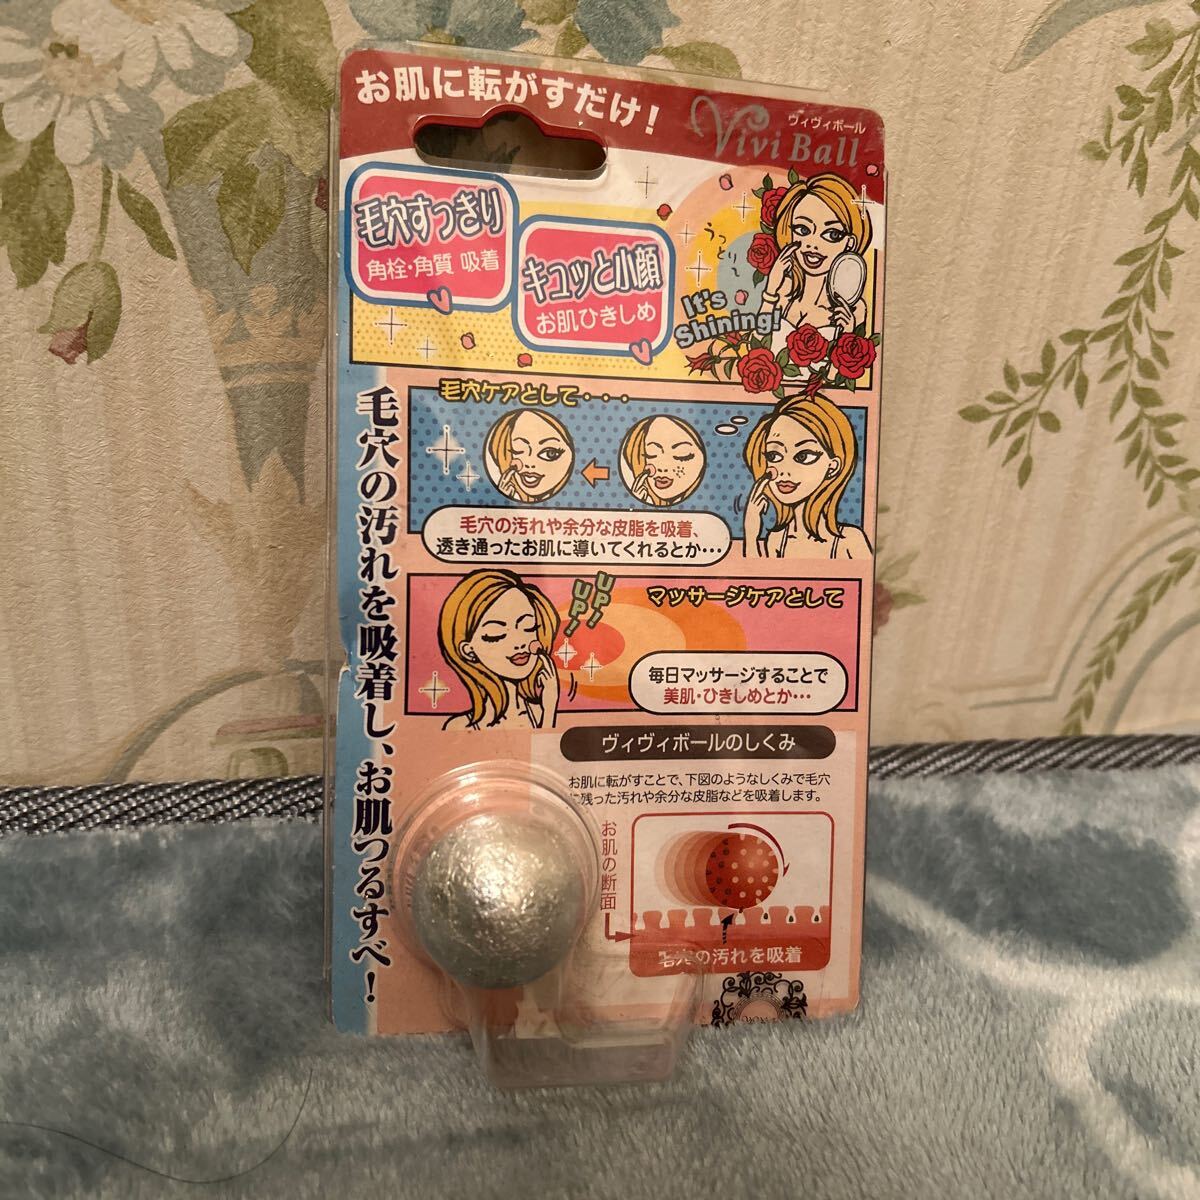 お肌に転がすだけ!
ヴィヴィボール
Vivi Ball
毛穴すっきり
角栓・角質 吸着
キュッと小顔
お肌ひきしめ
うっとり〜
It's
Shining!
毛穴の汚れを吸着し、お肌つるすべ!
毛穴ケアとして・・・
毛穴の汚れや余分な皮脂を吸着、
透き通ったお肌に導いてくれるとか…
UP!
UP!
マッサージケアとして
毎日マッサージすることで
美肌・ひきしめとか…
ヴィヴィボールのしくみ
お肌に転がすことで、下図のようなしくみで毛穴
に残った汚れや余分な皮脂などを吸着します。
お肌の断面
毛穴の汚れを吸着